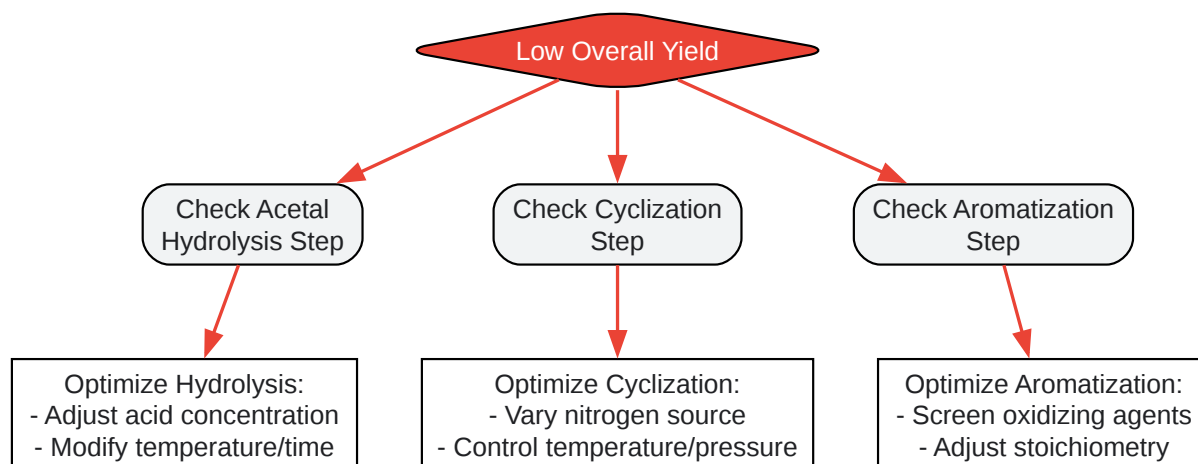 Low Overall Yield
Check Acetal
Hydrolysis Step
Check Cyclization
Step
Check Aromatization
Step
Optimize Hydrolysis:
- Adjust acid concentration
- Modify temperature/time
Optimize Cyclization:
- Vary nitrogen source
- Control temperature/pressure
Optimize Aromatization:
- Screen oxidizing agents
- Adjust stoichiometry